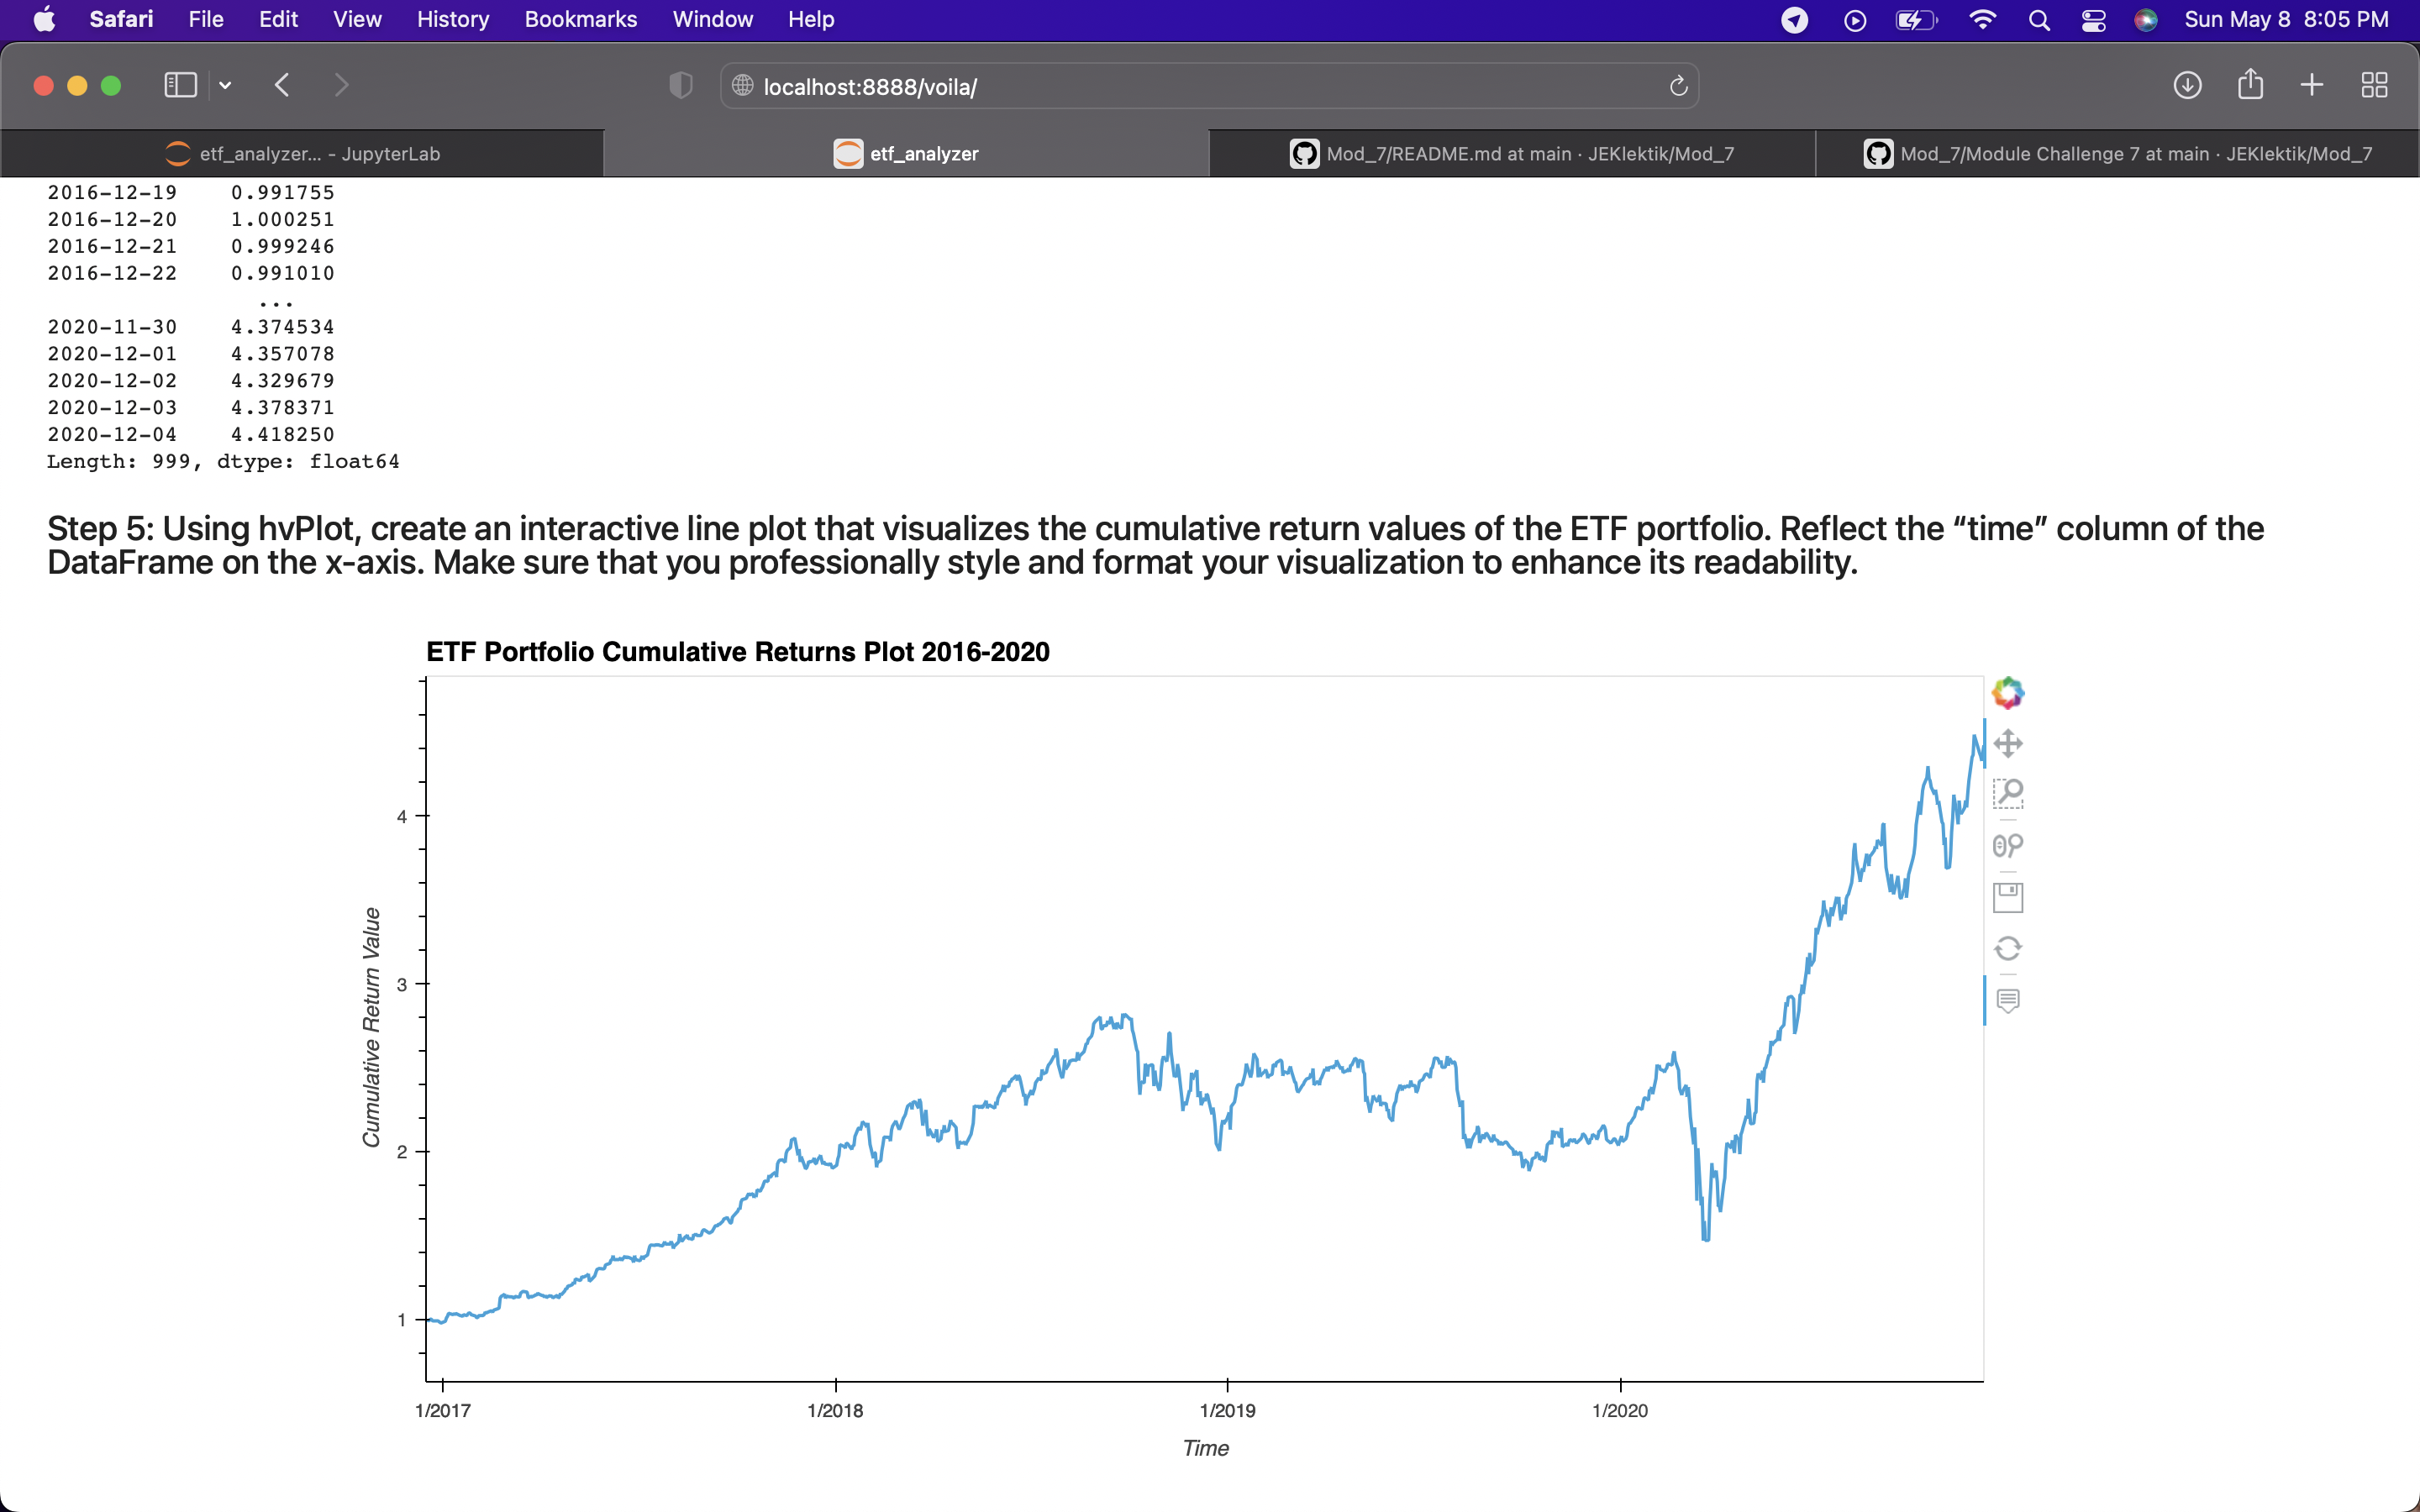 Safari File Edit View History Bookmarks Window Help Sun May 8 8:05 PM
localhost:8888/voila/
etf_analyzer... - JupyterLab
etf_analyzer
Mod_7/README.md at main · JEKlektik/Mod_7
Mod_7/Module Challenge 7 at main · JEKlektik/Mod_7
2016-12-19 0.991755
2016-12-20 1.000251
2016-12-21 0.999246
2016-12-22 0.991010
...
2020-11-30 4.374534
2020-12-01 4.357078
2020-12-02 4.329679
2020-12-03 4.378371
2020-12-04 4.418250
Length: 999, dtype: float64
Step 5: Using hvPlot, create an interactive line plot that visualizes the cumulative return values of the ETF portfolio. Reflect the “time” column of the
DataFrame on the x-axis. Make sure that you professionally style and format your visualization to enhance its readability.
ETF Portfolio Cumulative Returns Plot 2016-2020
Cumulative Return Value
4
3
2
1
1/2017 1/2018 1/2019 1/2020
Time